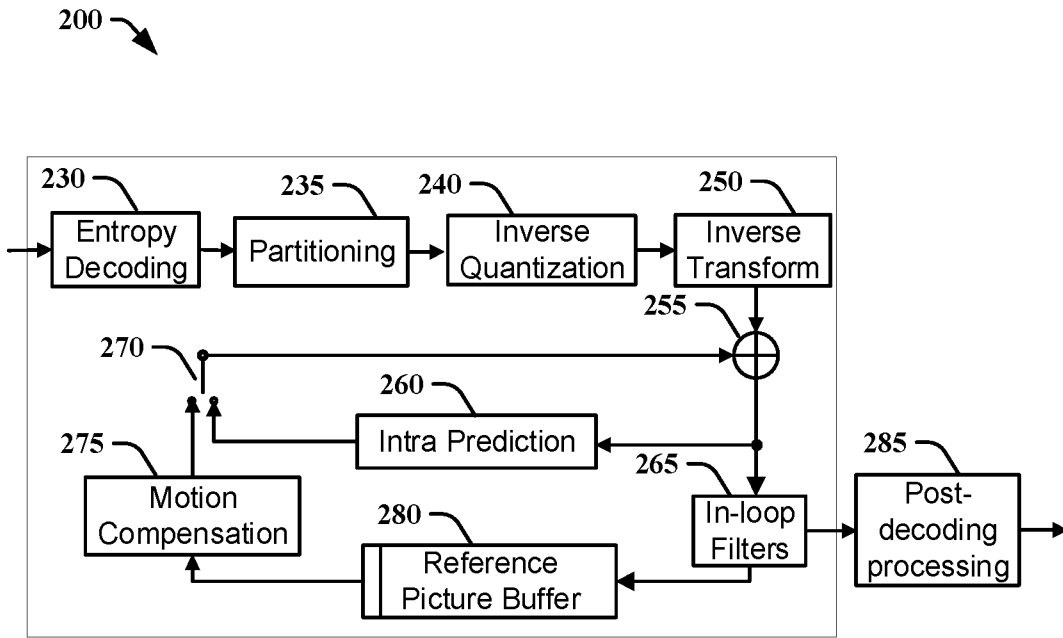 200
230
235
240
250
Entropy
Decoding
Partitioning
Inverse
Quantization
Inverse
Transform
255
270
260
Intra Prediction
275
265
285
Motion
Compensation
280
In-loop
Filters
Post-
decoding
processing
Reference
Picture Buffer